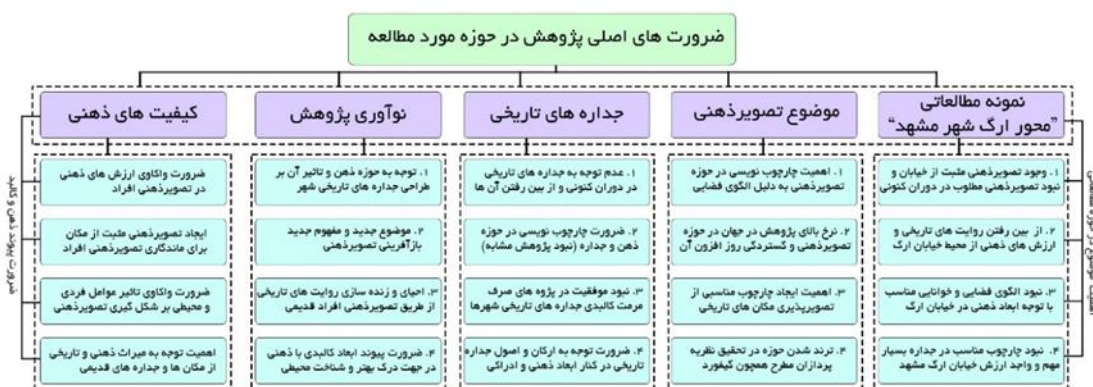 ضرورت های اصلی پژوهش در حوزه مورد مطالعه
نمونه مطالعاتی
"محور ارگ شهر مشهد"
موضوع تصویرذهنی
جداره های تاریخی
نوآوری پژوهش
کیفیت های ذهنی
۱. وجود تصویرذهنی مثبت از خیابان و
نبود تصویرذهنی مطلوب در دوران کنونی
۲. از بین رفتن روایت های تاریخی و
ارزش های ذهنی از محیط خیابان ارگ
۳. نبود الگوی فضایی و خوانایی مناسب
با توجه ابعاد ذهنی در خیابان ارگ
۴. نبود چارچوب مناسب در جداره بسیار
مهم و واجد ارزش خیابان ارگ مشهد
۱. اهمیت چارچوب نویسی در حوزه
تصویرذهنی به دلیل الگوی فضایی
۲. نرخ بالای پژوهش در جهان در حوزه
تصویرذهنی و گستردگی روز افزون آن
۳. اهمیت ایجاد چارچوب مناسبی از
تصویرپذیری مکان های تاریخی
۴. ترند شدن حوزه در تحقیق نظریه
پردازان مطرح همچون کیفورد
۱. عدم توجه به جداره های تاریخی
در دوران کنونی و از بین رفتن آن ها
۲. ضرورت چارچوب نویسی در حوزه
ذهن و جداره (نبود پژوهش مشابه)
۳. نبود موفقیت در پژوه های صرف
مرمت کالبدی جداره های تاریخی شهرها
۴. ضرورت توجه به ارکان و اصول جداره
تاریخی در کنار ابعاد ذهنی و ادراکی
۱. توجه به حوزه ذهن و تاثیر آن بر
طراحی جداره های تاریخی شهر
۲. موضوع جدید و مفهوم جدید
بازآفرینی تصویرذهنی
۳. احیای و زنده سازی روایت های تاریخی
از طریق تصویرذهنی افراد قدیمی
۴. ضرورت پیوند ابعاد کالبدی با ذهنی
در جهت درک بهتر و شناخت محیطی
ضرورت واکاوی ارزش های ذهنی
در تصویرذهنی افراد
ایجاد تصویرذهنی مثبت از مکان
برای ماندگاری تصویرذهنی افراد
ضرورت واکاوی تاثیر عوامل فردی
و محیطی بر شکل گیری تصویرذهنی
اهمیت توجه به میراث ذهنی و تاریخی
از مکان ها و جداره های قدیمی
ضرورت پیوند ذهن و کالبد